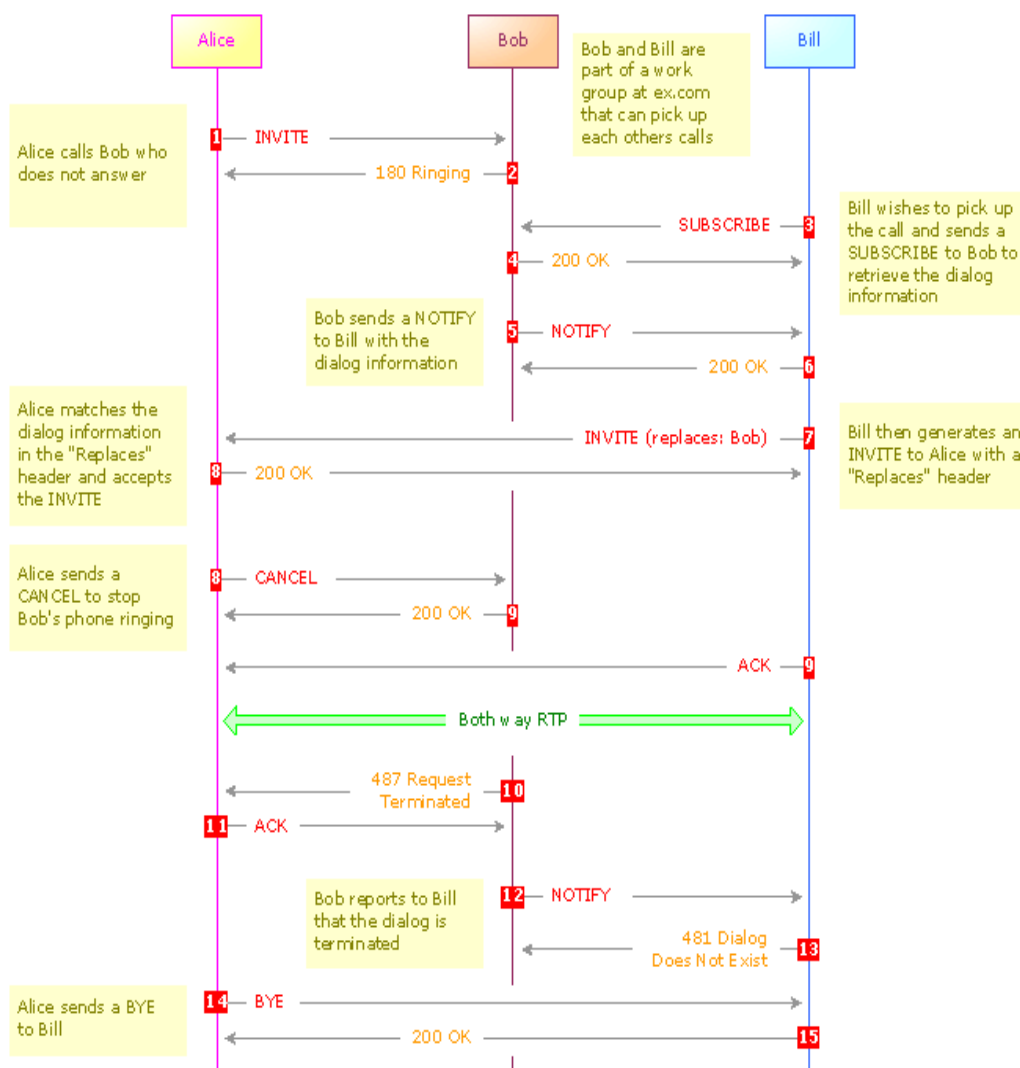 Alice
Bob
Bill
Bob and Bill are
part of a work
group at ex.com
that can pick up
each others calls
Alice calls Bob who
does not answer
1 INVITE
180 Ringing 2
SUBSCRIBE 3
Bill wishes to pick up
the call and sends a
SUBSCRIBE to Bob to
retrieve the dialog
information
4 200 OK
Bob sends a NOTIFY
to Bill with the
dialog information
5 NOTIFY
200 OK 6
Alice matches the
dialog information
in the "Replaces"
header and accepts
the INVITE
INVITE (replaces: Bob) 7
Bill then generates an
INVITE to Alice with a
"Replaces" header
8 200 OK
Alice sends a
CANCEL to stop
Bob's phone ringing
8 CANCEL
200 OK 9
ACK 9
Both way RTP
487 Request
Terminated
10
11 ACK
Bob reports to Bill
that the dialog is
terminated
12 NOTIFY
481 Dialog
Does Not Exist
13
Alice sends a BYE
to Bill
14 BYE
200 OK 15